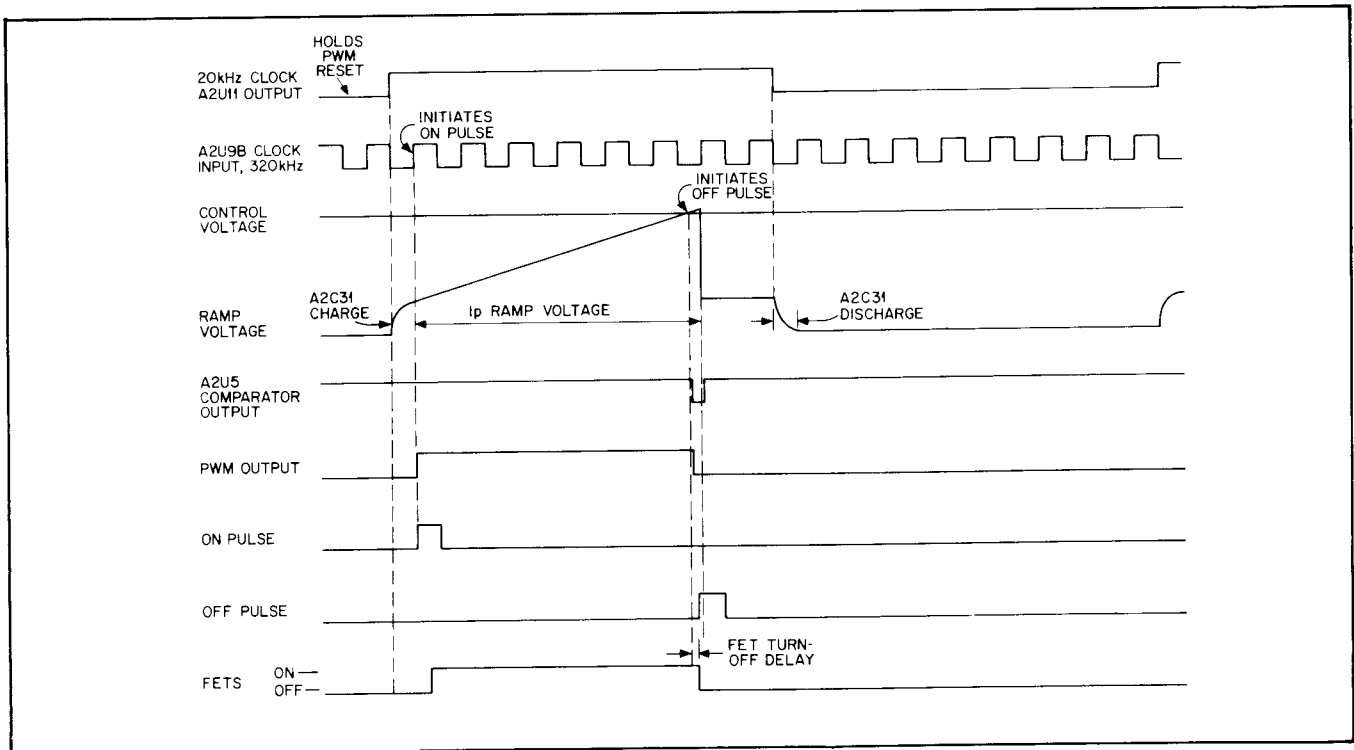 HOLDS
PWM
RESET
20kHz CLOCK
A2U11 OUTPUT
INITIATES
ON PULSE
A2U9B CLOCK
INPUT, 320kHz
INITIATES
OFF PULSE
CONTROL
VOLTAGE
A2C31
CHARGE
Ip RAMP VOLTAGE
A2C31
DISCHARGE
RAMP
VOLTAGE
A2U5
COMPARATOR
OUTPUT
PWM OUTPUT
ON PULSE
OFF PULSE
FET TURN-
OFF DELAY
FETS
ON
OFF